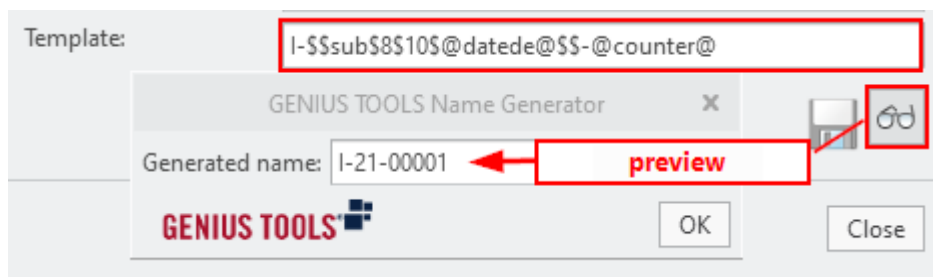 Template: I-$$sub$8$10$@datede@$$-@counter@
GENIUS TOOLS Name Generator x
Generated name: I-21-00001 preview
GENIUS TOOLS OK Close